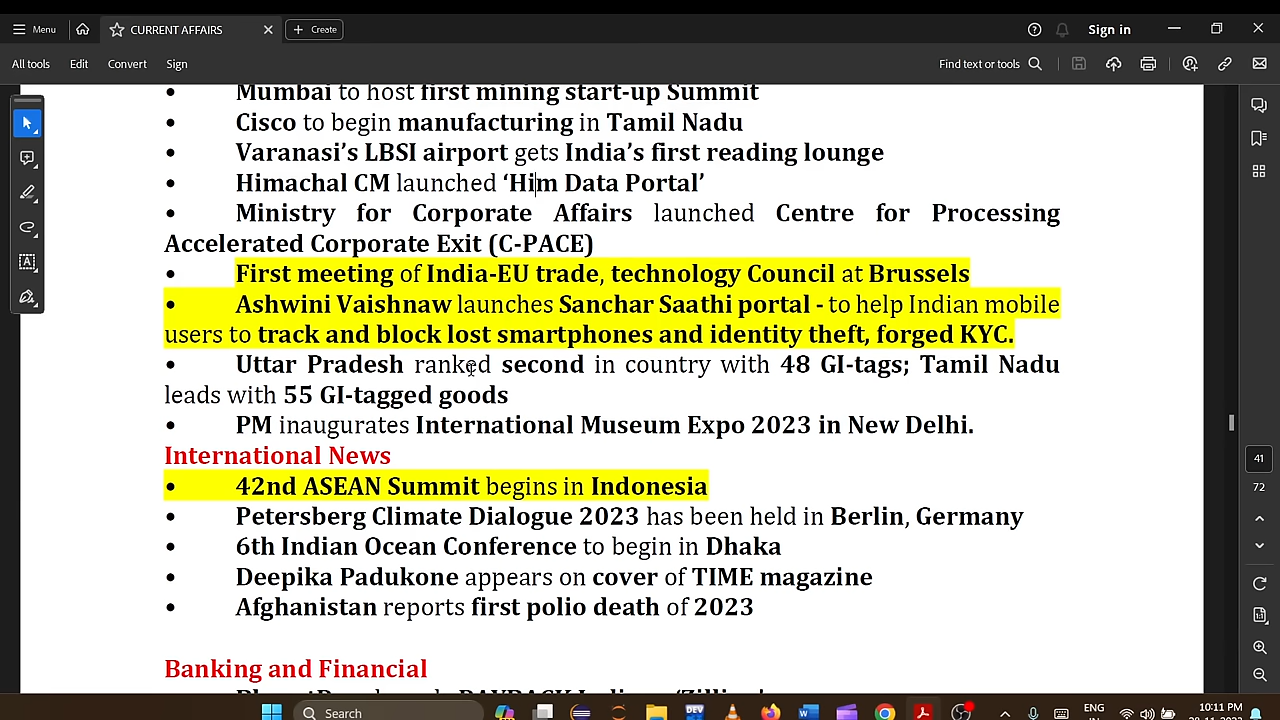 Menu CURRENT AFFAIRS Create Sign in
All tools Edit Convert Sign Find text or tools
• Mumbai to host first mining start-up Summit
• Cisco to begin manufacturing in Tamil Nadu
• Varanasi’s LBSI airport gets India’s first reading lounge
• Himachal CM launched ‘Him Data Portal’
• Ministry for Corporate Affairs launched Centre for Processing
Accelerated Corporate Exit (C-PACE)
• First meeting of India-EU trade, technology Council at Brussels
• Ashwini Vaishnaw launches Sanchar Saathi portal - to help Indian mobile
users to track and block lost smartphones and identity theft, forged KYC.
• Uttar Pradesh ranked second in country with 48 GI-tags; Tamil Nadu
leads with 55 GI-tagged goods
• PM inaugurates International Museum Expo 2023 in New Delhi.
International News
• 42nd ASEAN Summit begins in Indonesia
• Petersberg Climate Dialogue 2023 has been held in Berlin, Germany
• 6th Indian Ocean Conference to begin in Dhaka
• Deepika Padukone appears on cover of TIME magazine
• Afghanistan reports first polio death of 2023
Banking and Financial
41
72
Search
DEV
ENG
IN
10:11 PM